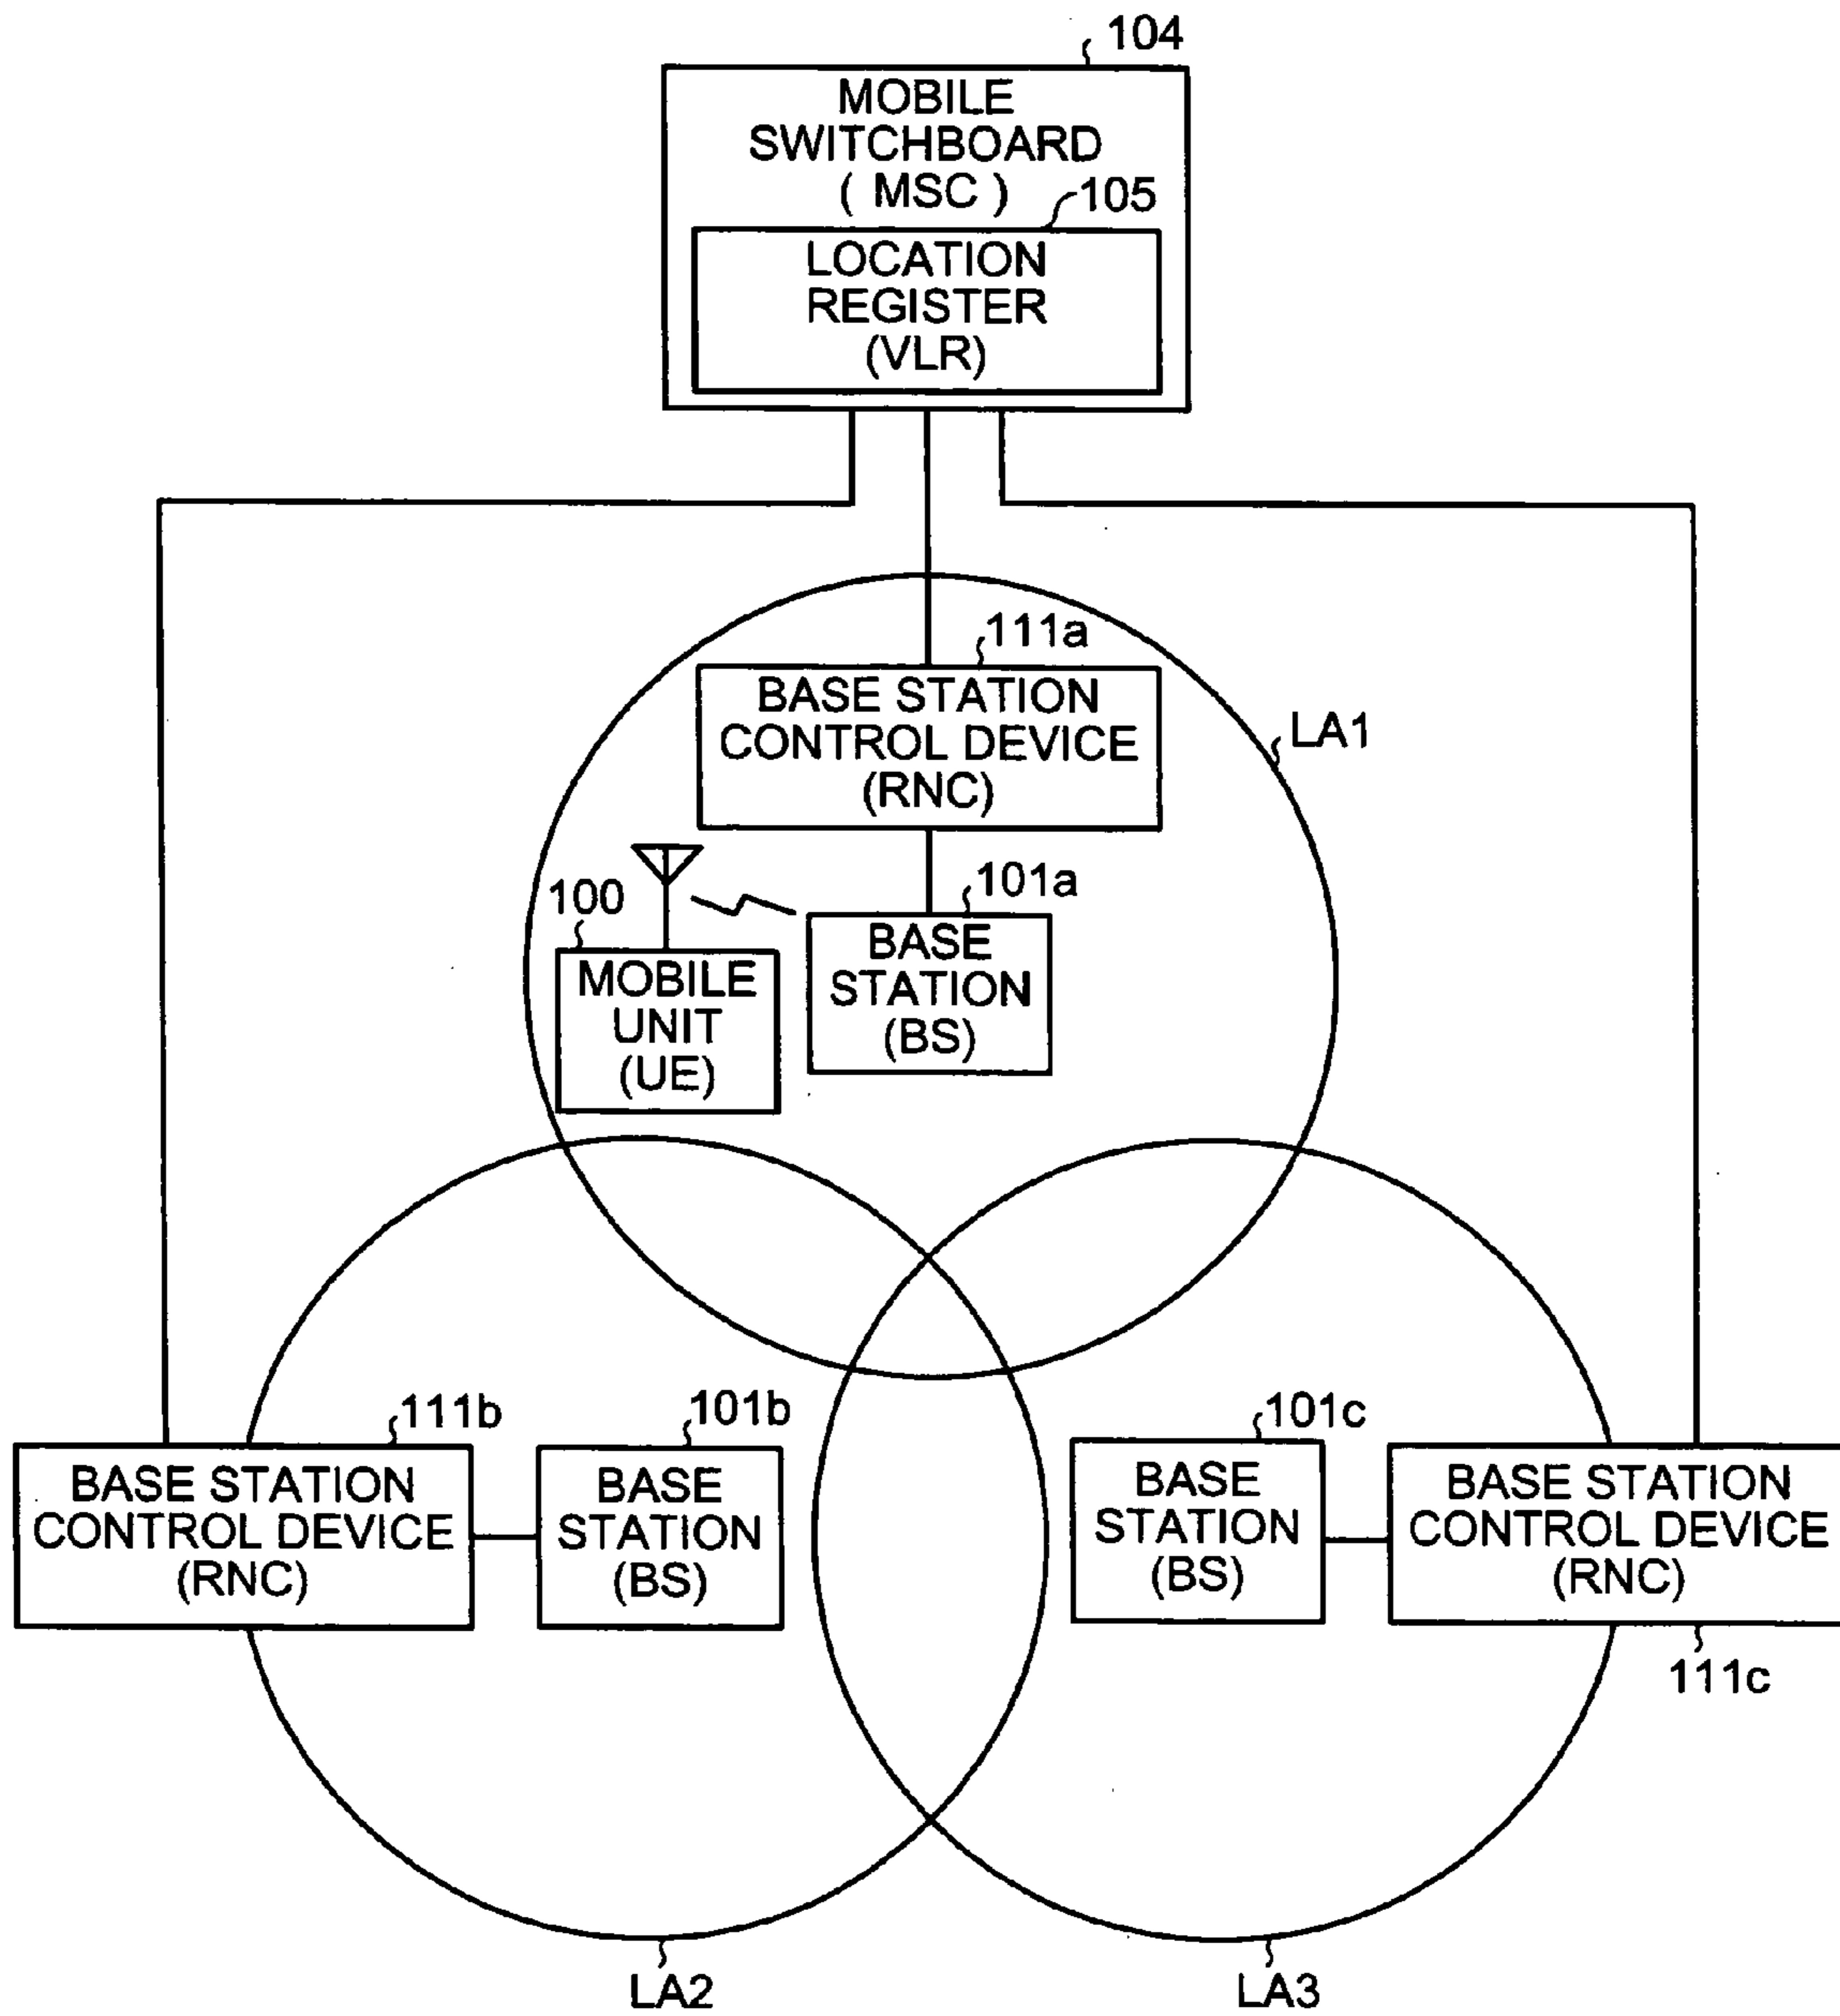 104
MOBILE
SWITCHBOARD
( MSC )
105
LOCATION
REGISTER
(VLR)
111a
BASE STATION
CONTROL DEVICE
(RNC)
LA1
100
MOBILE
UNIT
(UE)
101a
BASE
STATION
(BS)
111b
BASE STATION
CONTROL DEVICE
(RNC)
101b
BASE
STATION
(BS)
101c
BASE
STATION
(BS)
BASE STATION
CONTROL DEVICE
(RNC)
111c
LA2
LA3